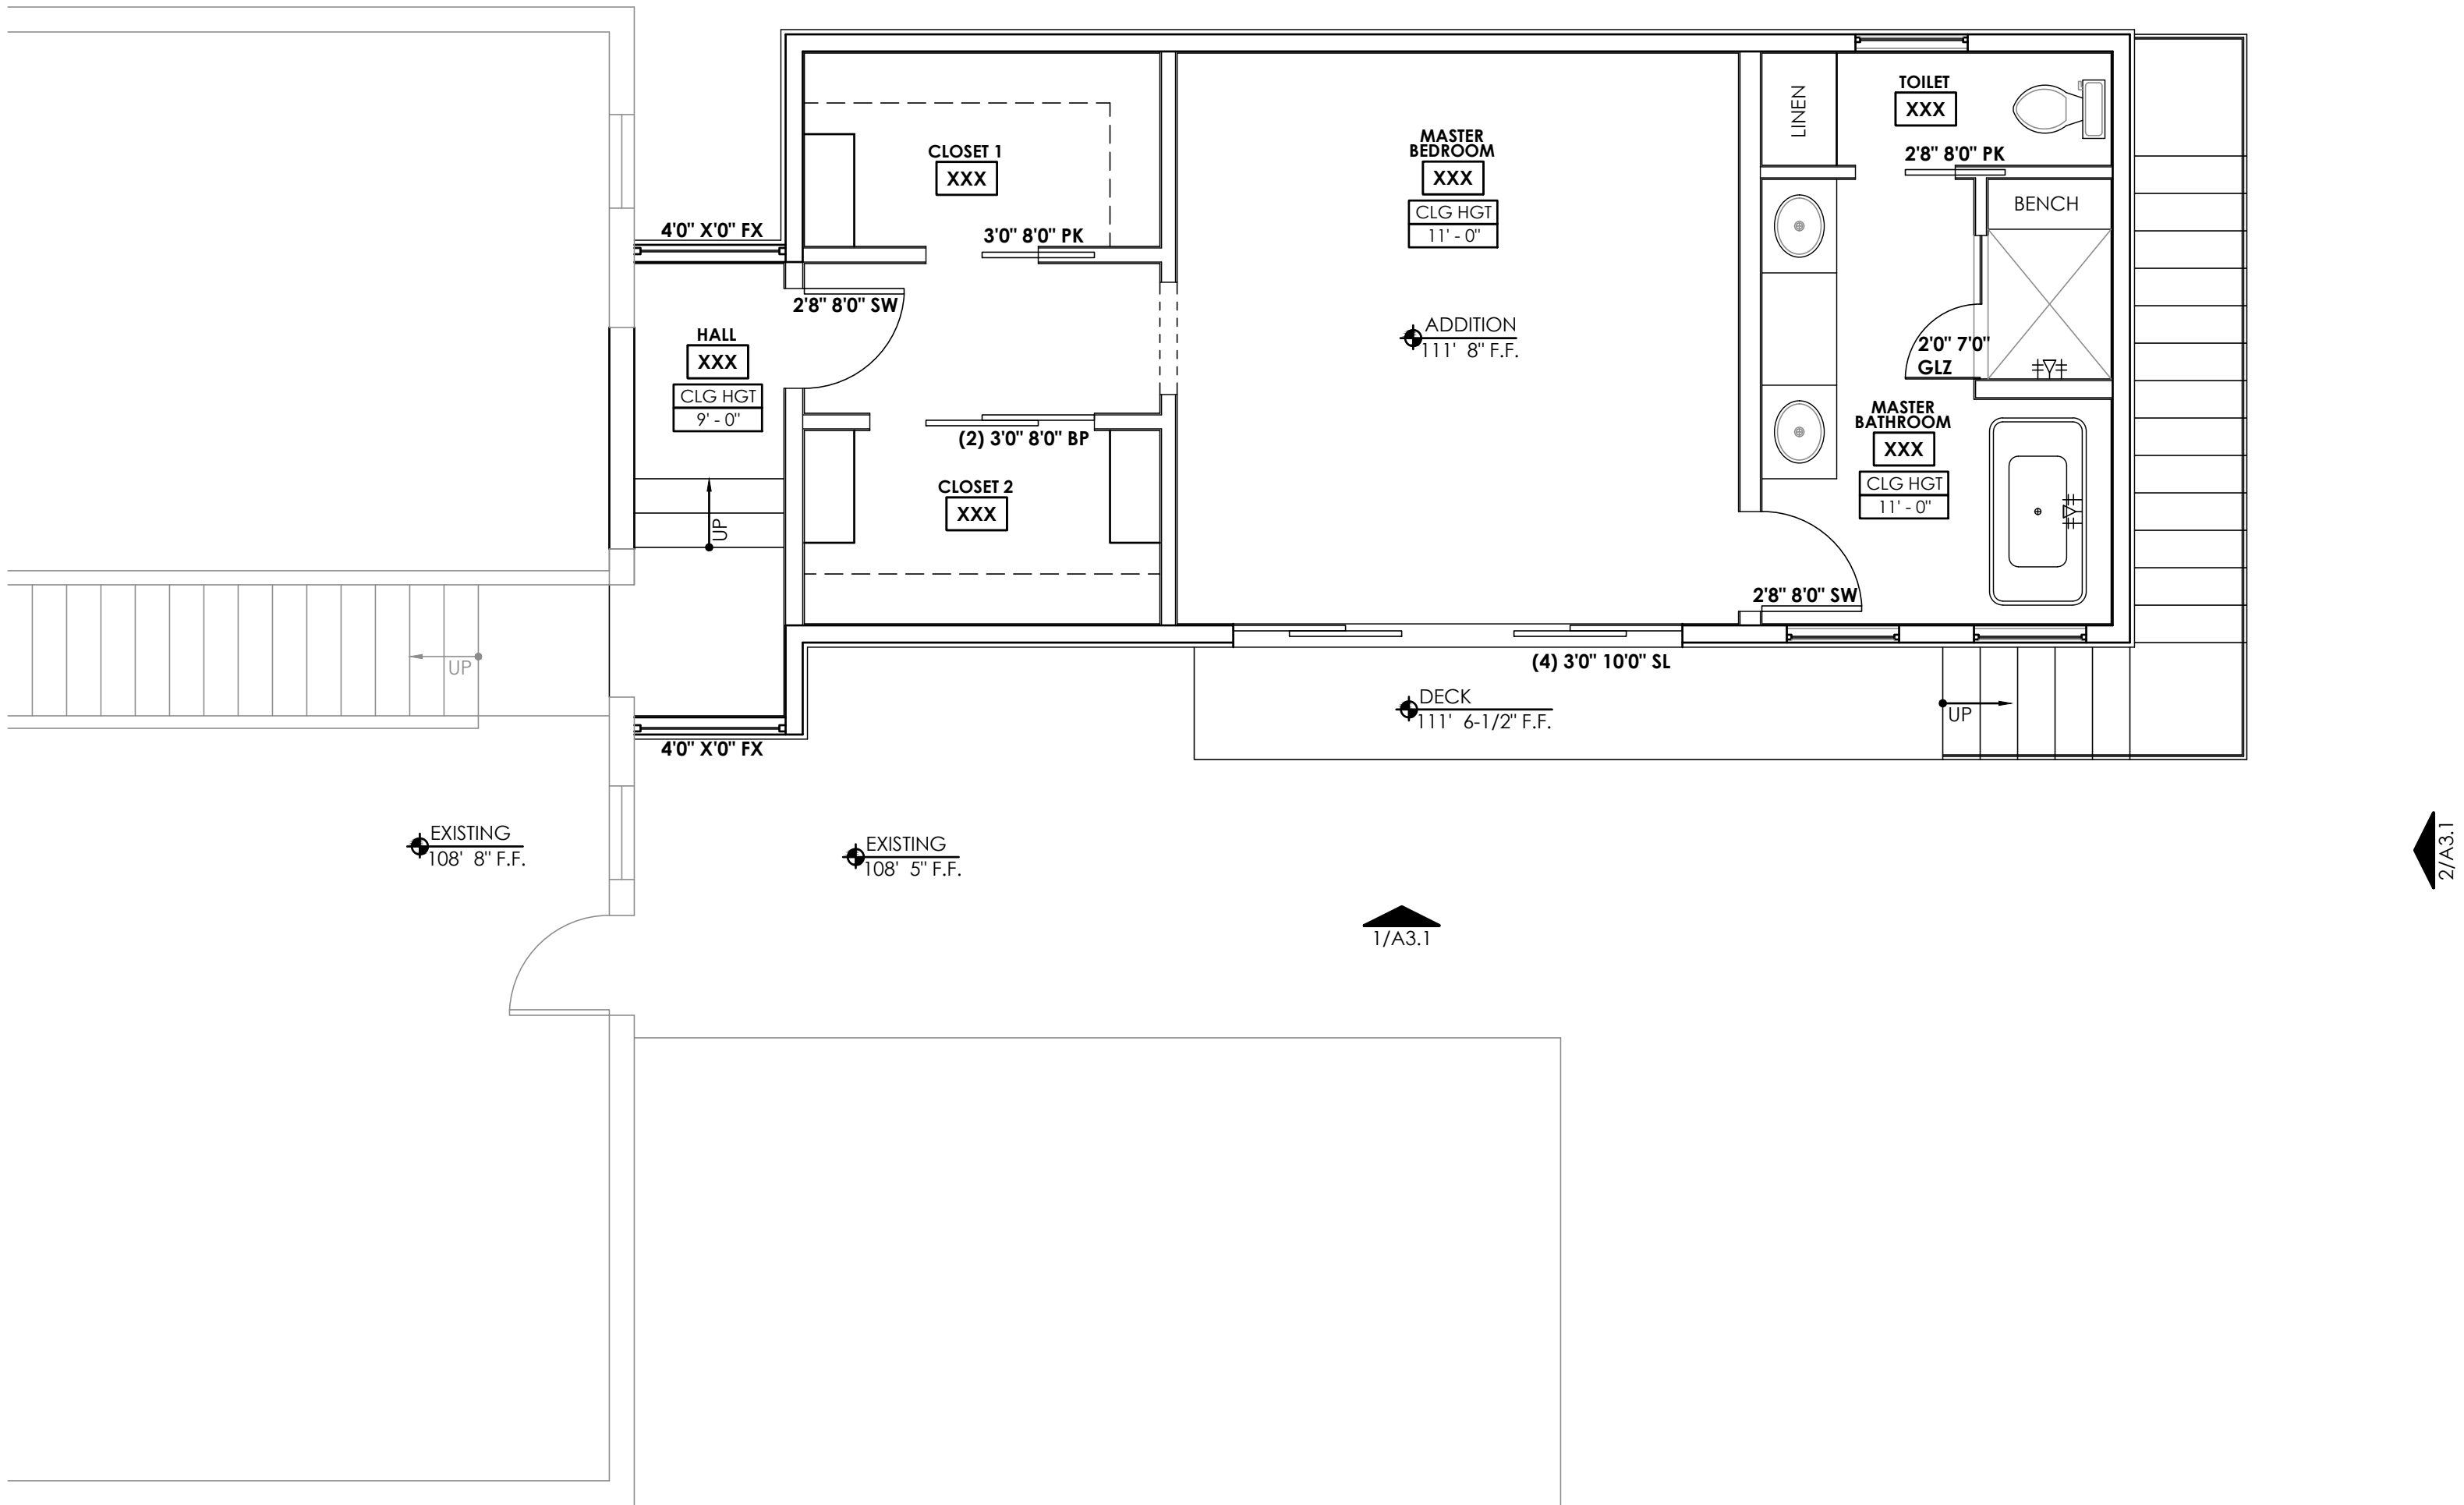 TOILET
XXX
LINEN
2'8" 8'0" PK
BENCH
MASTER
BEDROOM
XXX
CLG HGT
11' - 0"
CLOSET 1
XXX
4'0" X'0" FX
3'0" 8'0" PK
2'8" 8'0" SW
HALL
XXX
CLG HGT
9' - 0"
ADDITION
111' 8" F.F.
2'0" 7'0"
GLZ
MASTER
BATHROOM
XXX
CLG HGT
11' - 0"
(2) 3'0" 8'0" BP
CLOSET 2
XXX
UP
2'8" 8'0" SW
UP
(4) 3'0" 10'0" SL
DECK
111' 6-1/2" F.F.
UP
4'0" X'0" FX
EXISTING
108' 8" F.F.
EXISTING
108' 5" F.F.
2/A3.1
1/A3.1